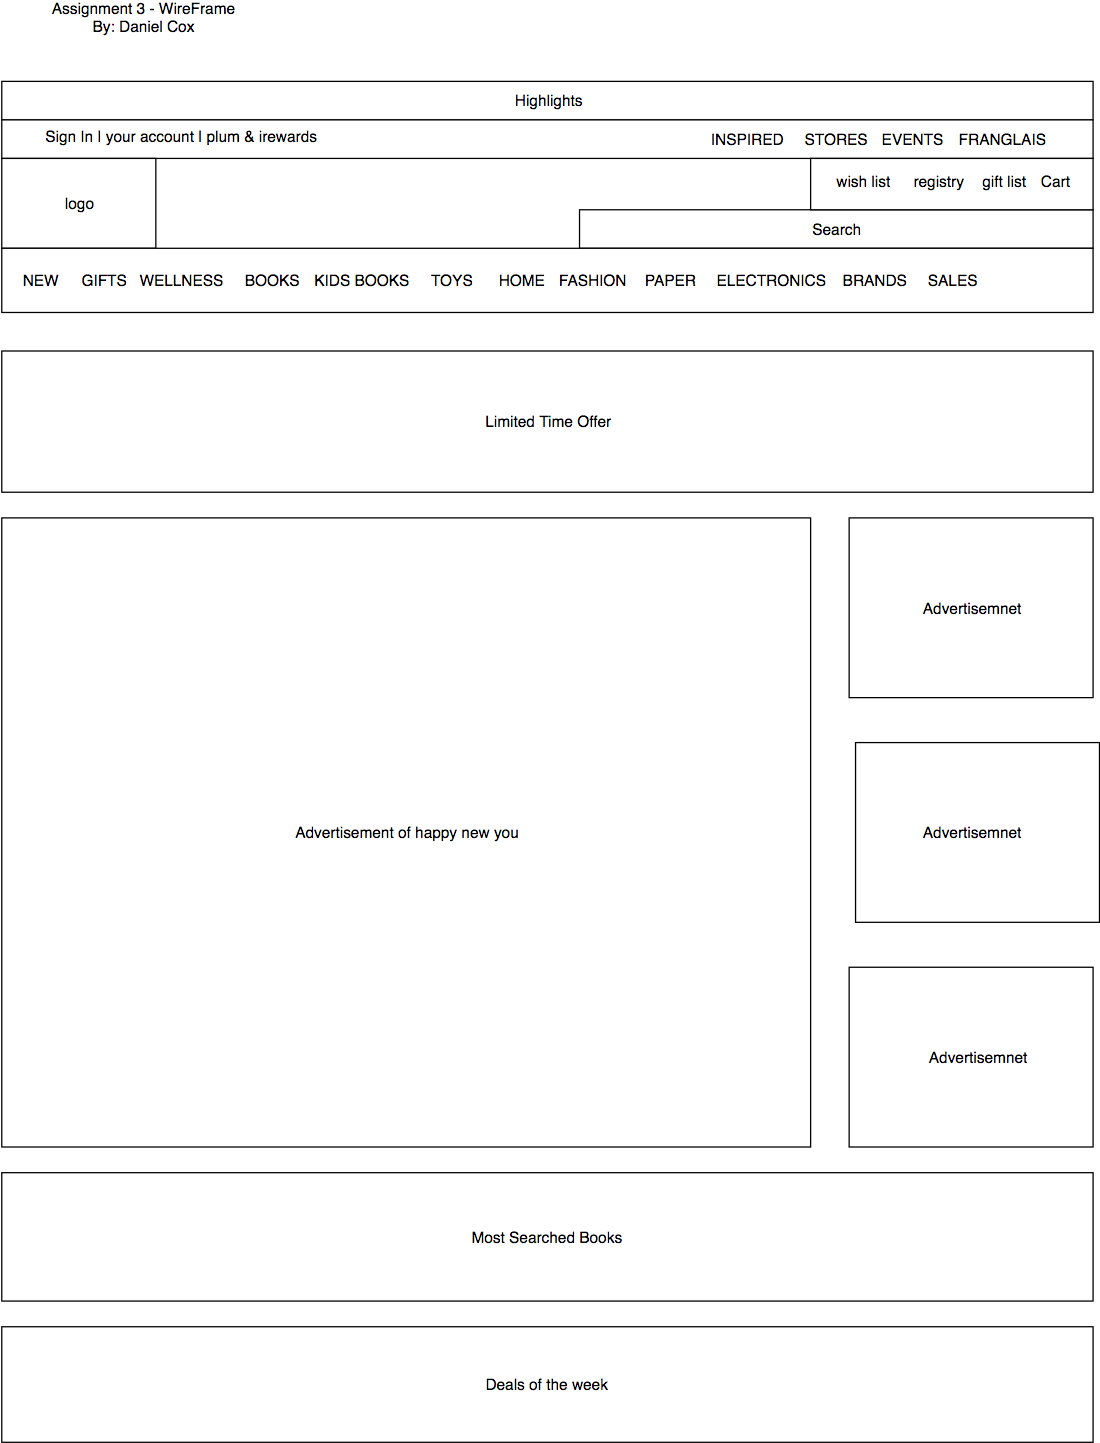 Assignment 3 - WireFrame
By: Daniel Cox
Highlights
Sign In I your account I plum & irewards
INSPIRED STORES EVENTS FRANGLAIS
wish list registry gift list Cart
logo
Search
NEW GIFTS WELLNESS BOOKS KIDS BOOKS TOYS HOME FASHION PAPER ELECTRONICS BRANDS SALES
Limited Time Offer
Advertisemnet
Advertisement of happy new you
Advertisemnet
Advertisemnet
Most Searched Books
Deals of the week